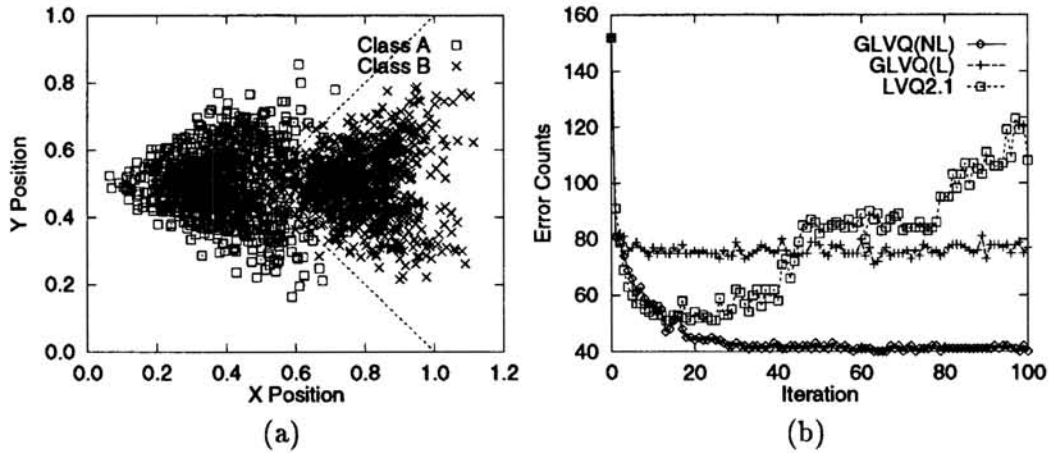 1.0
0.8
0.6
0.4
0.2
0.0
Y Position
Class A
Class B
0.0 0.2 0.4 0.6 0.8 1.0 1.2
X Position
(a)
160
140
120
100
80
60
40
Error Counts
GLVQ(NL)
GLVQ(L)
LVQ2.1
0 20 40 60 80 100
Iteration
(b)